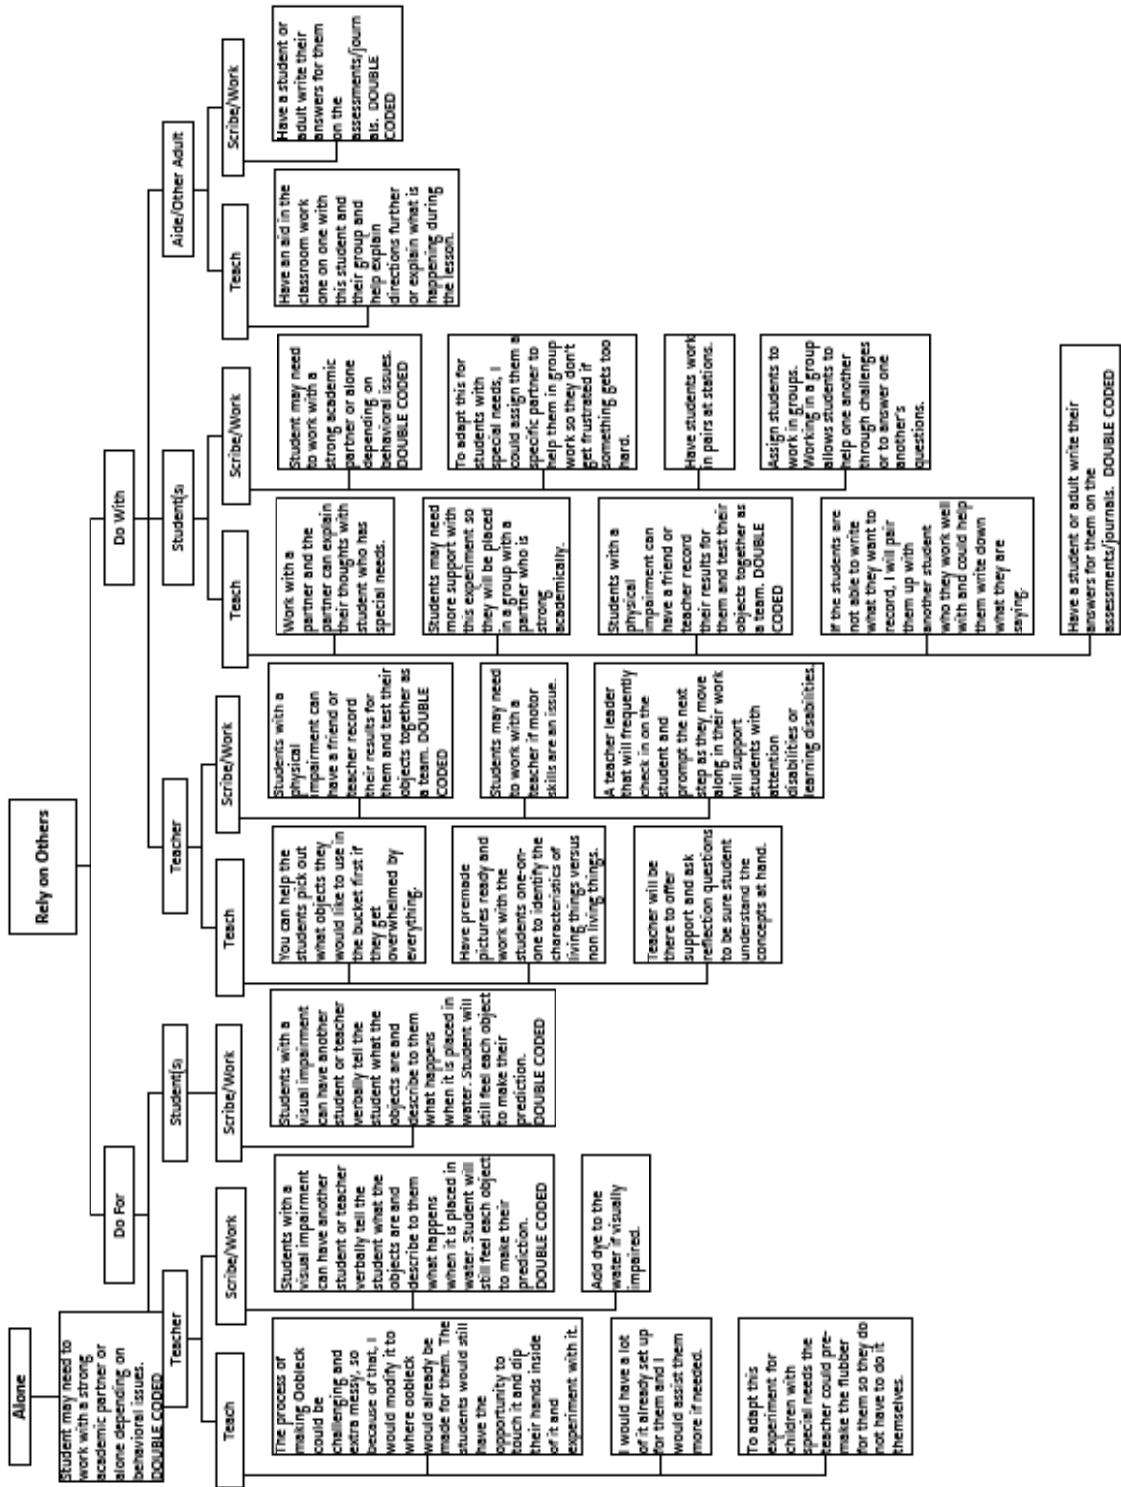 Alone
Student may need to
work with a strong
academic partner or
alone depending on
behavioral issues.
DOUBLE CODED
Rely on Others
Do For
Teacher
Teach
The process of
making Oobleck
could be
challenging and
extra messy, so
because of that, I
would modify it to
where oobleck
would already be
made for them. The
students would still
have the
opportunity to
touch it and dip
their hands inside
of it and
experiment with it.
I would have a lot
of it already set up
for them and I
would assist them
more if needed.
To adapt this
experiment for
children with
special needs the
teacher could pre-
make the flubber
for them so they do
not have to do it
themselves.
Scribe/Work
Students with a
visual impairment
can have another
student or teacher
verbally tell the
student what the
objects are and
describe to them
what happens
when it is placed in
water. Student will
still feel each object
to make their
prediction.
DOUBLE CODED
Add dye to the
water if visually
impaired.
Student(s)
Scribe/Work
Students with a
visual impairment
can have another
student or teacher
verbally tell the
student what the
objects are and
describe to them
what happens
when it is placed in
water. Student will
still feel each object
to make their
prediction.
DOUBLE CODED
Do With
Teacher
Teach
You can help the
students pick out
what objects they
would like to use in
the bucket first if
they get
overwhelmed by
everything.
Have premade
pictures ready and
work with the
students one-on-
one to identify the
characteristics of
living things versus
non living things.
Teacher will be
there to offer
support and ask
reflection questions
to be sure student
understand the
concepts at hand.
Scribe/Work
Students with a
physical
impairment can
have a friend or
teacher record
their results for
them and test their
objects together as
a team. DOUBLE
CODED
Students may need
to work with a
teacher if motor
skills are an issue.
A teacher leader
that will frequently
check in on the
student and
prompt the next
step as they move
along in their work
will support
students with
attention
disabilities or
learning disabilities.
Student(s)
Teach
Work with a
partner and the
partner can explain
their thoughts with
student who has
special needs.
Students may need
more support with
this experiment so
they will be placed
in a group with a
partner who is
strong
academically.
Students with a
physical
impairment can
have a friend or
teacher record
their results for
them and test their
objects together as
a team. DOUBLE
CODED
If the students are
not able to write
what they want to
record, I will pair
them up with
another student
who they work well
with and could help
them write down
what they are
saying.
Have a student or adult write their
answers for them on the
assessments/journals. DOUBLE CODED
Scribe/Work
Student may need
to work with a
strong academic
partner or alone
depending on
behavioral issues.
DOUBLE CODED
To adapt this for
students with
special needs, I
could assign them a
specific partner to
help them in group
work so they don't
get frustrated if
something gets too
hard.
Have students work
in pairs at stations.
Assign students to
work in groups.
Working in a group
allows students to
help one another
through challenges
or to answer one
another's
questions.
Aide/Other Adult
Teach
Have an aid in the
classroom work
one on one with
this student and
their group and
help explain
directions further
or explain what is
happening during
the lesson.
Scribe/Work
Have a student or
adult write their
answers for them
on the
assessments/journ
als. DOUBLE
CODED